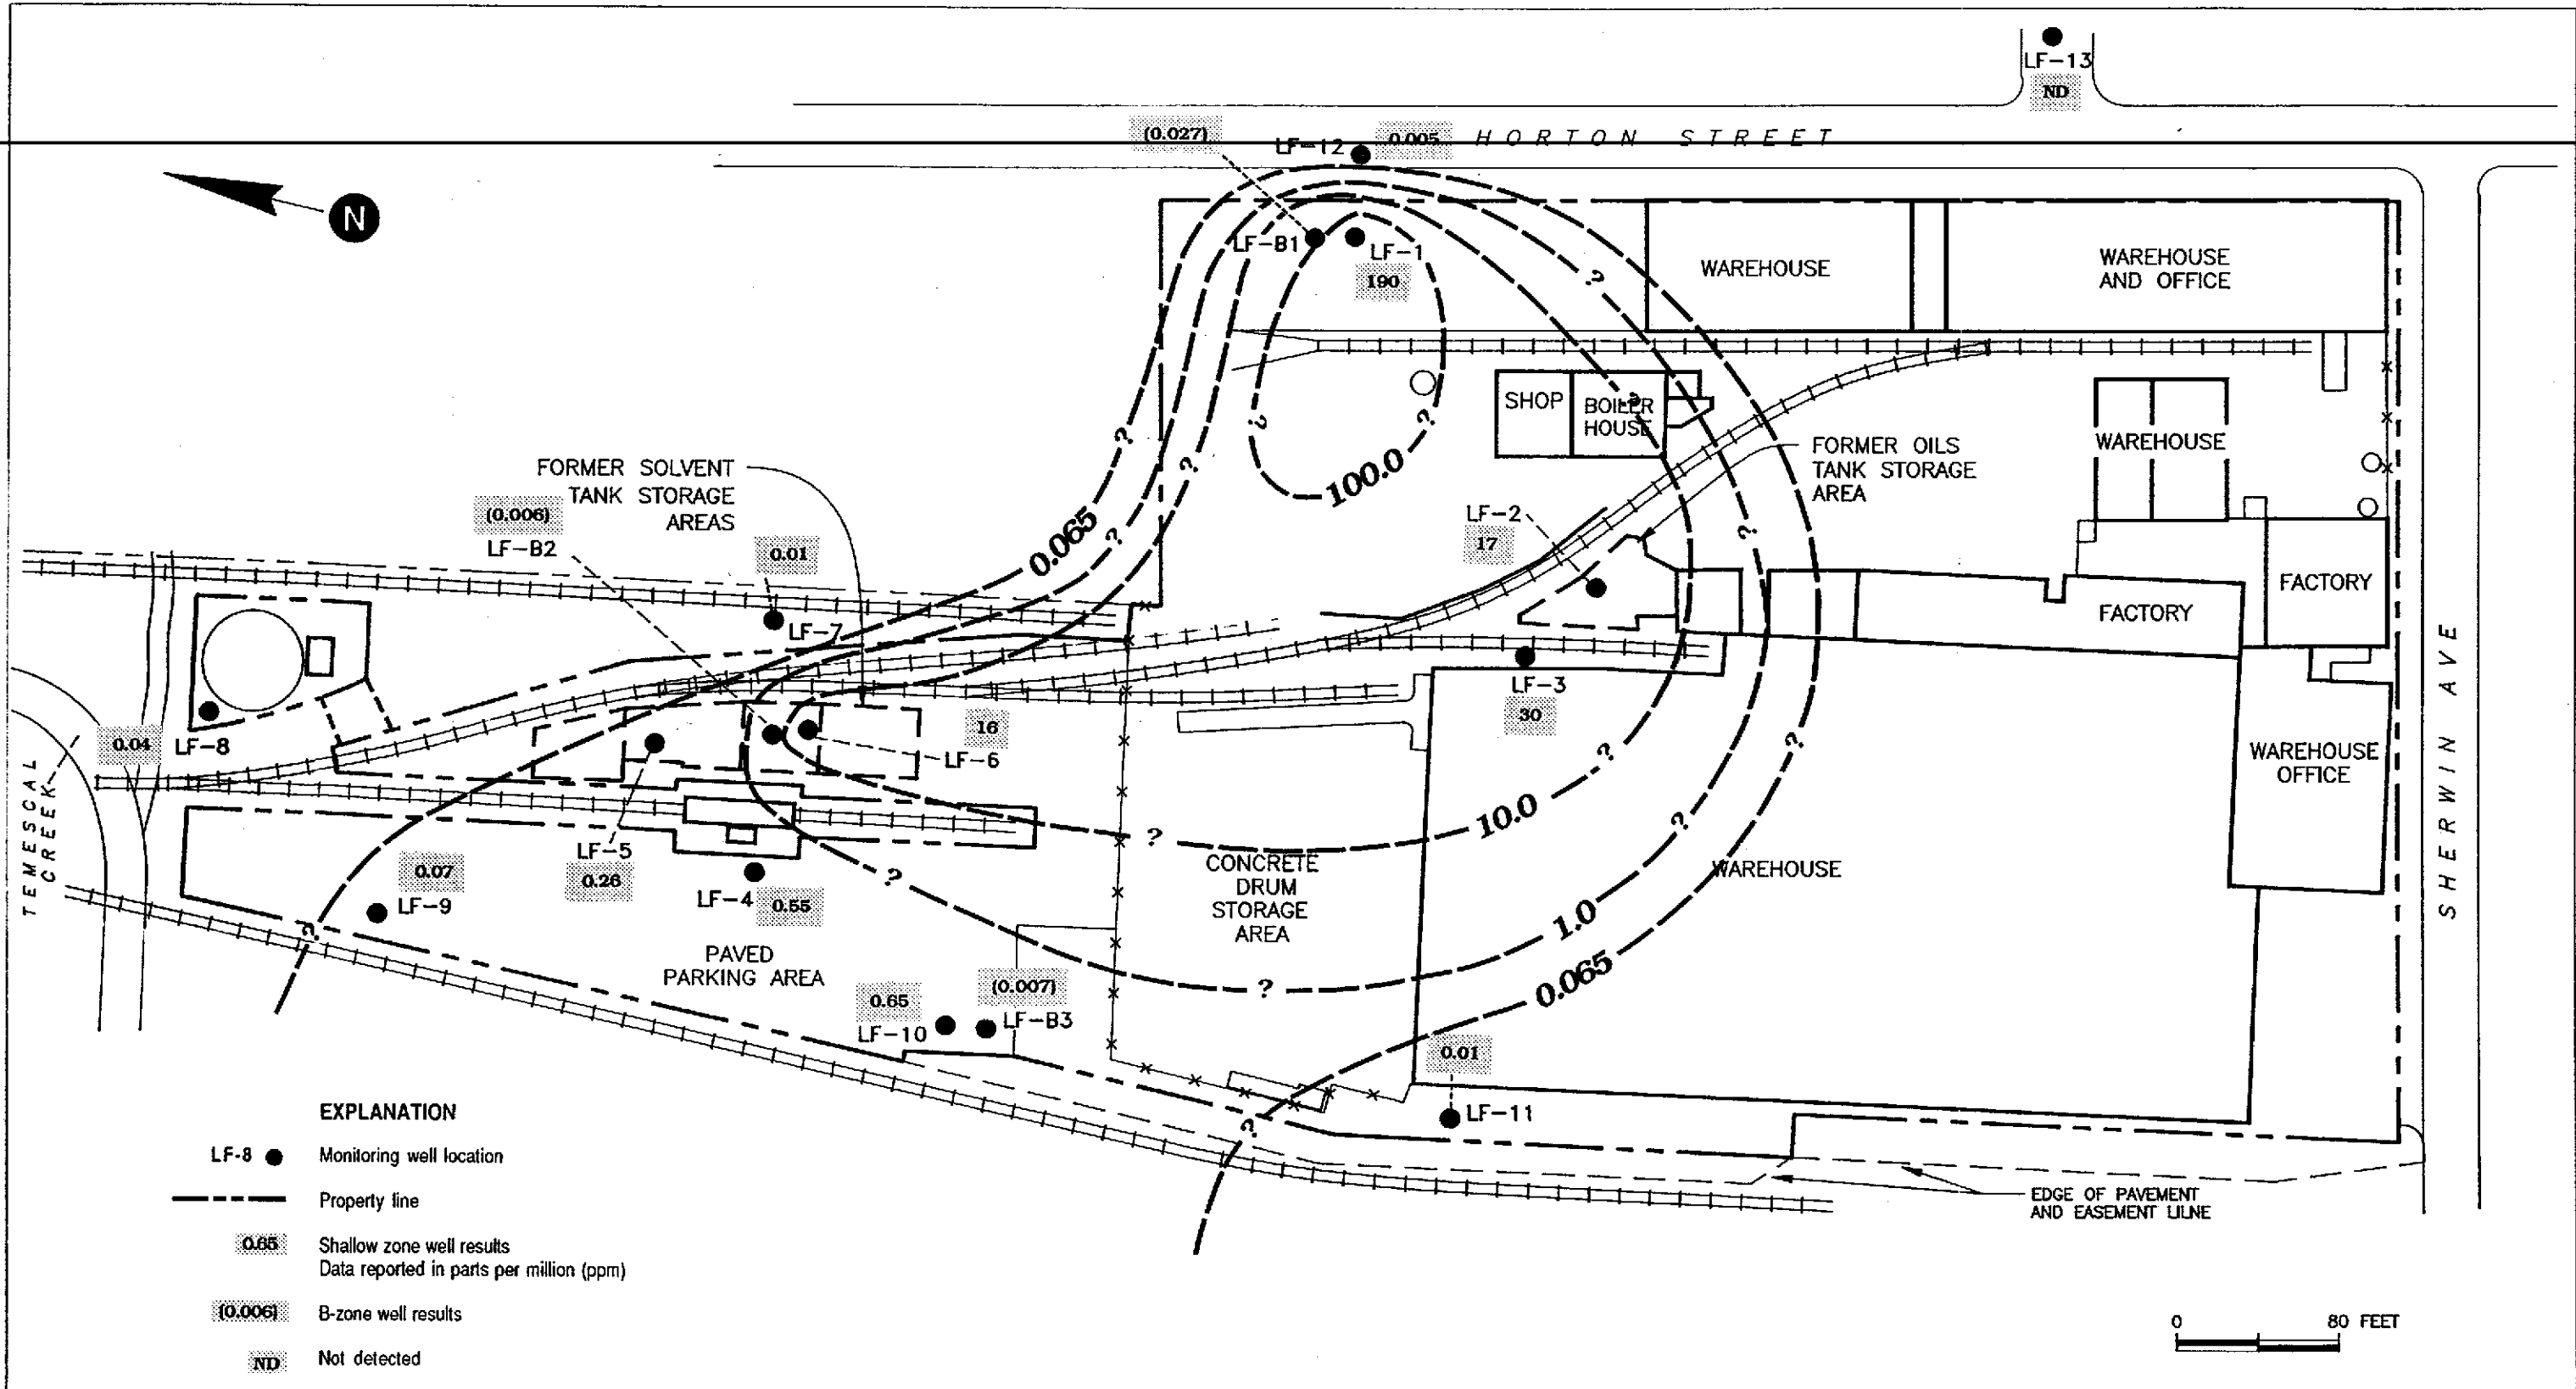 LF-13
ND
(0.027)
LF-12
0.005
HORTON STREET
N
LF-B1
LF-1
190
WAREHOUSE
WAREHOUSE
AND OFFICE
?
?
?
?
?
100.0
SHOP
BOILER
HOUSE
?
FORMER OILS
TANK STORAGE
AREA
WAREHOUSE
FORMER SOLVENT
TANK STORAGE
AREAS
?
0.065
?
(0.006)
LF-B2
0.01
LF-7
LF-2
17
?
FACTORY
FACTORY
LF-3
30
0.04
LF-8
16
LF-6
?
?
WAREHOUSE
OFFICE
TEMESCAL
CREEK
SHERWIN AVE
10.0
?
?
LF-5
0.26
0.07
LF-9
?
LF-4
0.55
?
CONCRETE
DRUM
STORAGE
AREA
WAREHOUSE
1.0
0.065
PAVED
PARKING AREA
0.65
LF-10
(0.007)
LF-B3
?
0.01
LF-11
?
EXPLANATION
LF-8 Monitoring well location
Property line
0.65 Shallow zone well results
Data reported in parts per million (ppm)
(0.006) B-zone well results
ND Not detected
EDGE OF PAVEMENT
AND EASEMENT LILNE
0 80 FEET